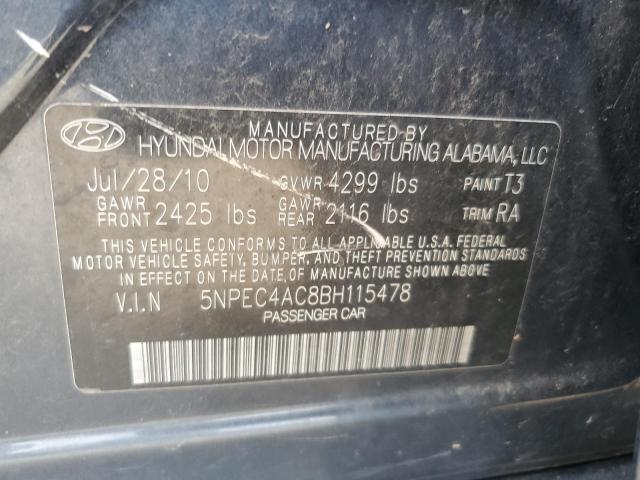 MANUFACTURED BY
HYUNDAI MOTOR MANUFACTURING ALABAMA, LLC
Jul/28/10 GVWR 4299 lbs PAINT T3
GAWR FRONT 2425 lbs GAWR REAR 2116 lbs TRIM RA
THIS VEHICLE CONFORMS TO ALL APPLICABLE U.S.A. FEDERAL
MOTOR VEHICLE SAFETY, BUMPER, AND THEFT PREVENTION STANDARDS
IN EFFECT ON THE DATE OF MANUFACTURE SHOWN ABOVE.
V.I.N 5NPEC4AC8BH115478
PASSENGER CAR